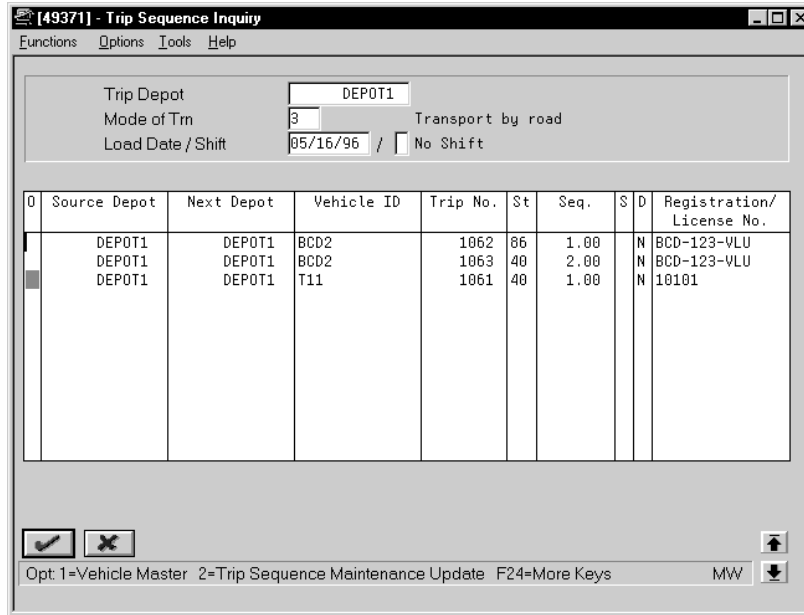 [49371] - Trip Sequence Inquiry
Functions Options Tools Help
Trip Depot DEPOT1
Mode of Trn 3 Transport by road
Load Date / Shift 05/16/96 / No Shift
O Source Depot Next Depot Vehicle ID Trip No. St Seq. S D Registration/
License No.
DEPOT1 DEPOT1 BCD2 1062 86 1.00 N BCD-123-VLU
DEPOT1 DEPOT1 BCD2 1063 40 2.00 N BCD-123-VLU
DEPOT1 DEPOT1 T11 1061 40 1.00 N 10101
Opt: 1=Vehicle Master 2=Trip Sequence Maintenance Update F24=More Keys MW